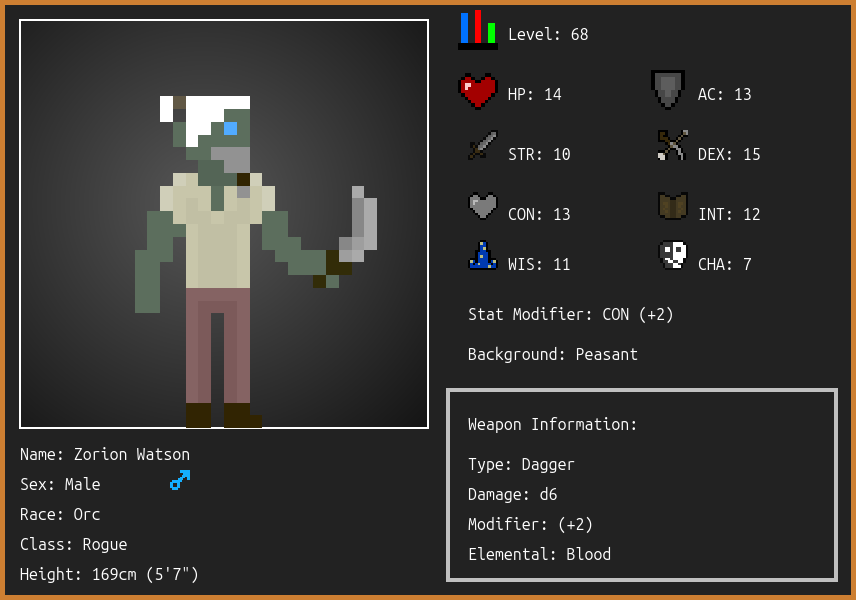 Level: 68
HP: 14
AC: 13
STR: 10
DEX: 15
CON: 13
INT: 12
WIS: 11
CHA: 7
Stat Modifier: CON (+2)
Background: Peasant
Weapon Information:
Type: Dagger
Damage: d6
Modifier: (+2)
Elemental: Blood
Name: Zorion Watson
Sex: Male
Race: Orc
Class: Rogue
Height: 169cm (5'7")